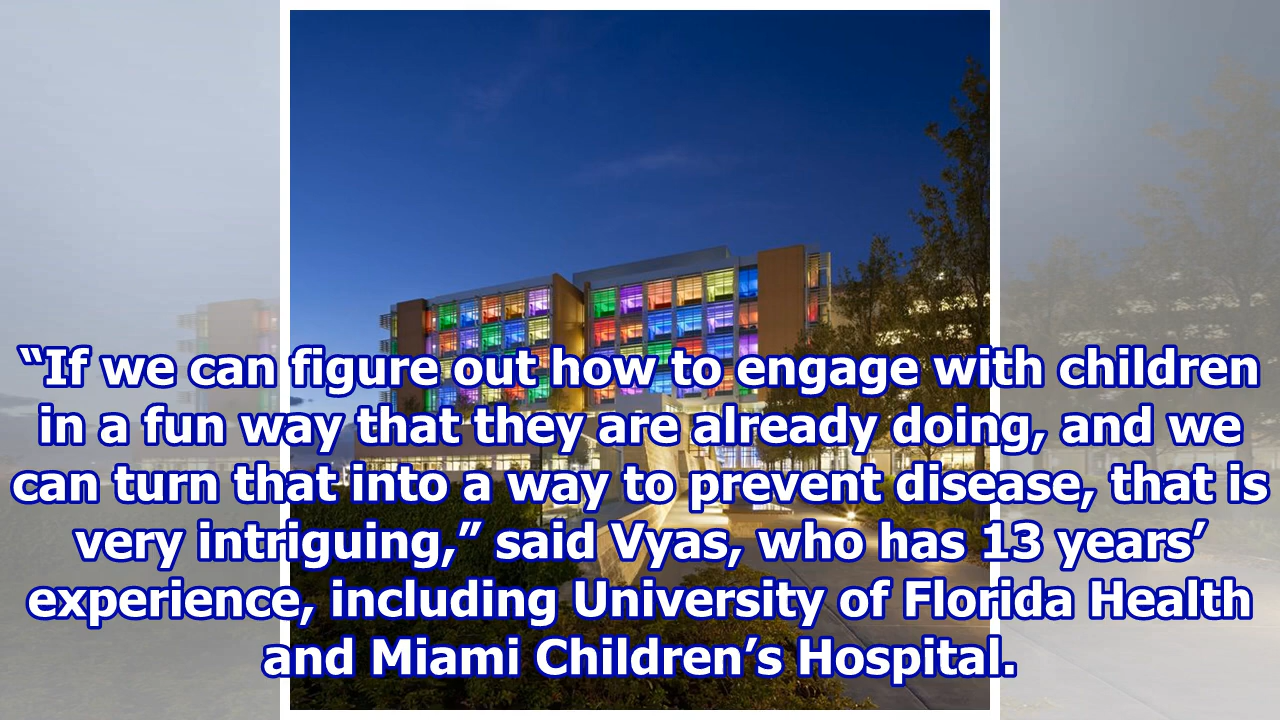 “If we can figure out how to engage with children
in a fun way that they are already doing, and we
can turn that into a way to prevent disease, that is
very intriguing,” said Vyas, who has 13 years’
experience, including University of Florida Health
and Miami Children’s Hospital.